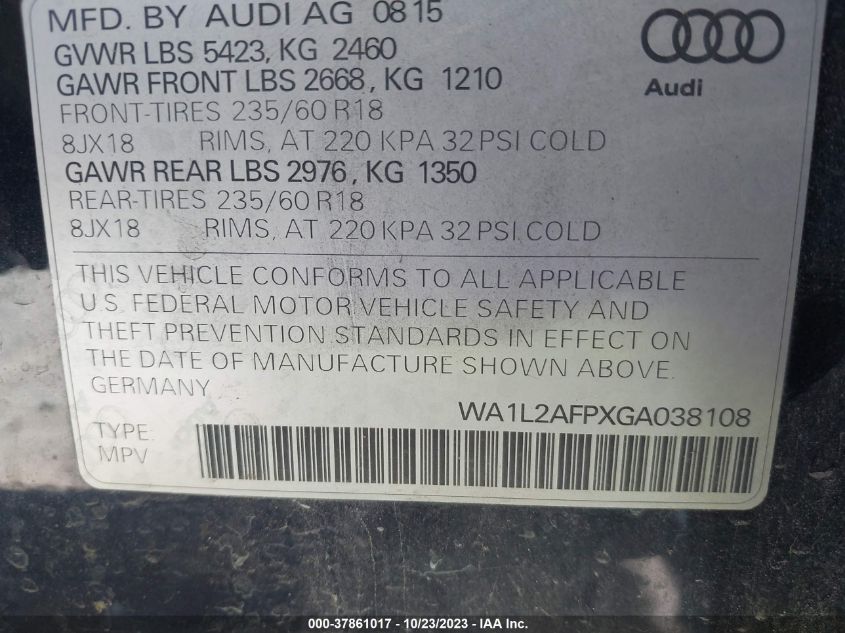 MFD. BY AUDI AG 08 15
GVWR LBS 5423, KG 2460
GAWR FRONT LBS 2668, KG 1210
Audi
FRONT-TIRES 235/60 R18
8JX18 RIMS, AT 220 KPA 32 PSI COLD
GAWR REAR LBS 2976, KG 1350
REAR-TIRES 235/60 R18
8JX18 RIMS, AT 220 KPA 32 PSI COLD
THIS VEHICLE CONFORMS TO ALL APPLICABLE
U.S. FEDERAL MOTOR VEHICLE SAFETY AND
THEFT PREVENTION STANDARDS IN EFFECT ON
THE DATE OF MANUFACTURE SHOWN ABOVE.
GERMANY
WA1L2AFPXGA038108
TYPE:
MPV
000-37861017 - 10/23/2023 - IAA Inc.